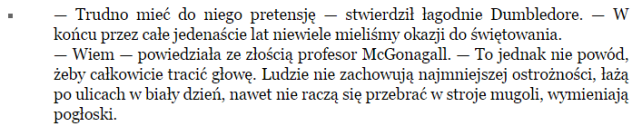 — Trudno mieć do niego pretensję — stwierdził łagodnie Dumbledore. — W
końcu przez całe jedenaście lat niewiele mieliśmy okazji do świętowania.
— Wiem — powiedziała ze złością profesor McGonagall. — To jednak nie powód,
żeby całkowicie tracić głowę. Ludzie nie zachowują najmniejszej ostrożności, łażą
po ulicach w biały dzień, nawet nie raczą się przebrać w stroje mugoli, wymieniają
pogłoski.